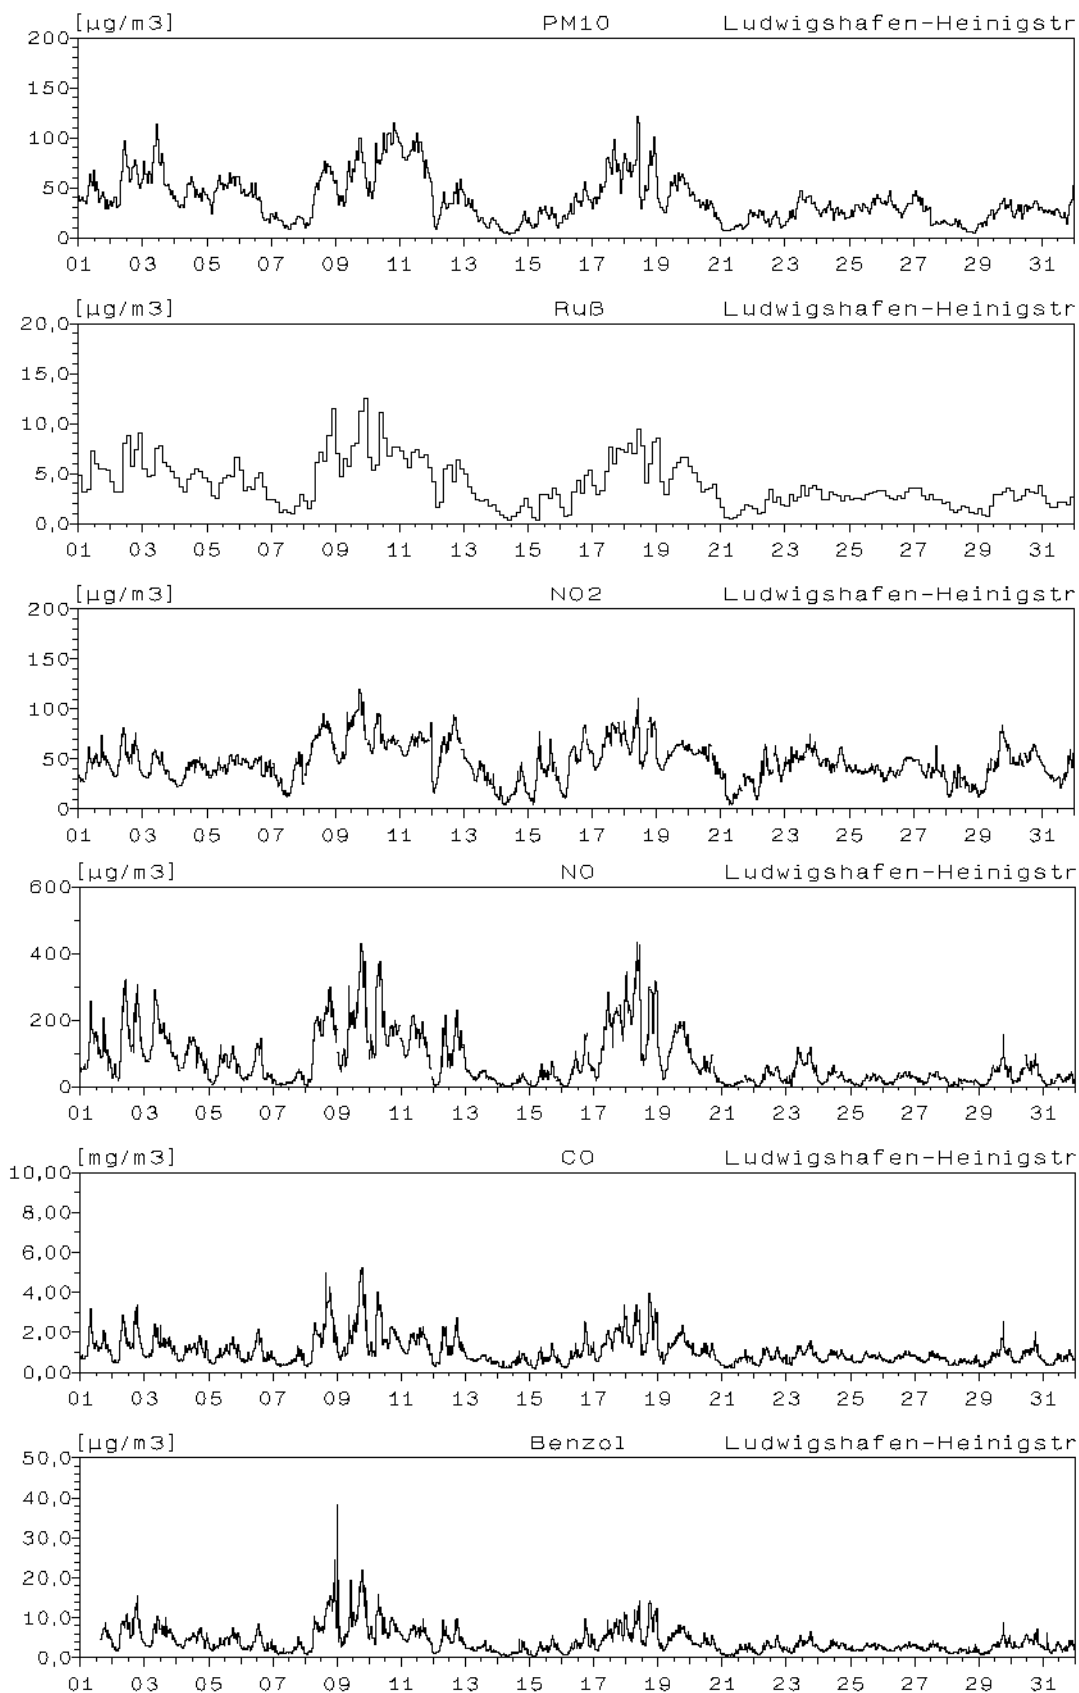 [µg/m3] PM10 Ludwigshafen-Heinigstr
200
150
100
50
0
01 03 05 07 09 11 13 15 17 19 21 23 25 27 29 31
[µg/m3] Ruß Ludwigshafen-Heinigstr
20,0
15,0
10,0
5,0
0,0
01 03 05 07 09 11 13 15 17 19 21 23 25 27 29 31
[µg/m3] NO2 Ludwigshafen-Heinigstr
200
150
100
50
0
01 03 05 07 09 11 13 15 17 19 21 23 25 27 29 31
[µg/m3] NO Ludwigshafen-Heinigstr
600
400
200
0
01 03 05 07 09 11 13 15 17 19 21 23 25 27 29 31
[mg/m3] CO Ludwigshafen-Heinigstr
10,00
8,00
6,00
4,00
2,00
0,00
01 03 05 07 09 11 13 15 17 19 21 23 25 27 29 31
[µg/m3] Benzol Ludwigshafen-Heinigstr
50,0
40,0
30,0
20,0
10,0
0,0
01 03 05 07 09 11 13 15 17 19 21 23 25 27 29 31